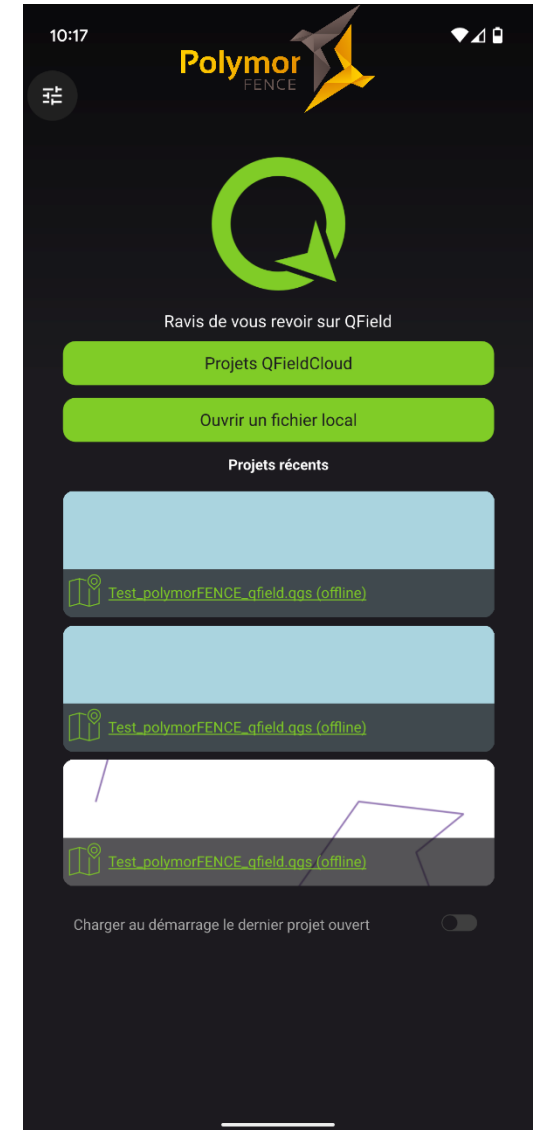 10:17
Polymor
FENCE
Ravis de vous revoir sur QField
Projets QFieldCloud
Ouvrir un fichier local
Projets récents
Test_polymorFENCE_qfield.qgs (offline)
Test_polymorFENCE_qfield.qgs (offline)
Test_polymorFENCE_qfield.qgs (offline)
Charger au démarrage le dernier projet ouvert